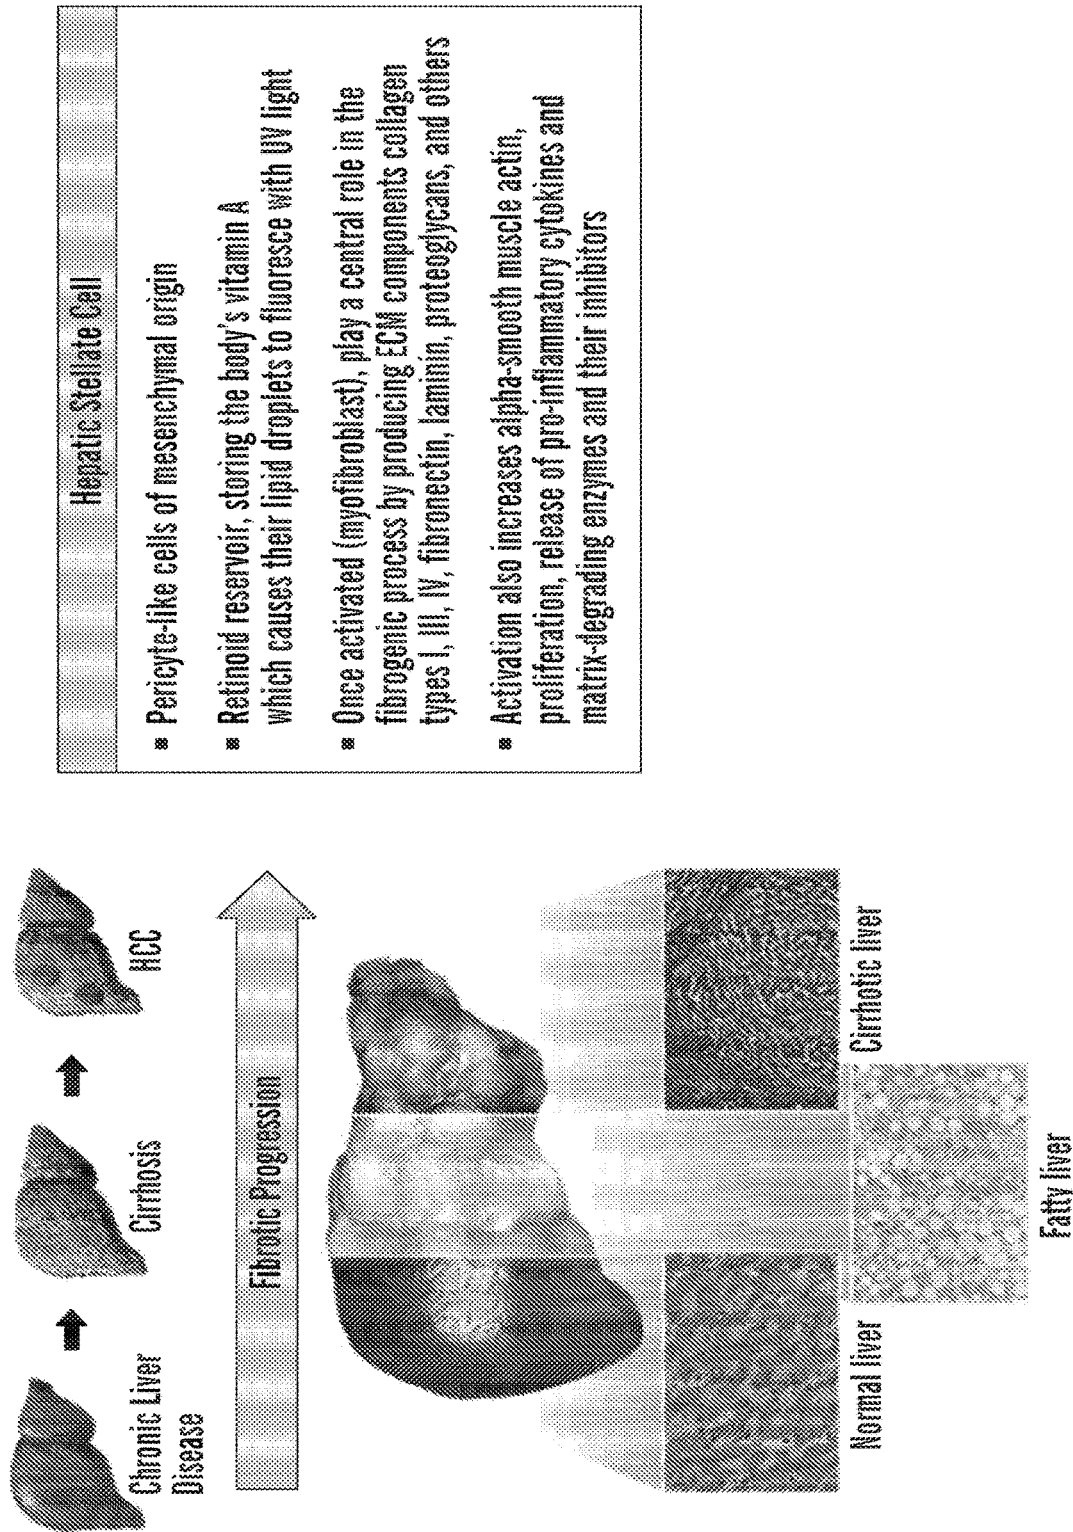 Chronic Liver
Disease
Cirrhosis
HCC
Fibrotic Progression
Normal liver
Fatty liver
Cirrhotic liver
Hepatic Stellate Cell
▪ Pericyte-like cells of mesenchymal origin
▪ Retinoid reservoir, storing the body's vitamin A
which causes their lipid droplets to fluoresce with UV light
▪ Once activated (myofibroblast), play a central role in the
fibrogenic process by producing ECM components collagen
types I, III, IV, fibronectin, laminin, proteoglycans, and others
▪ Activation also increases alpha-smooth muscle actin,
proliferation, release of pro-inflammatory cytokines and
matrix-degrading enzymes and their inhibitors